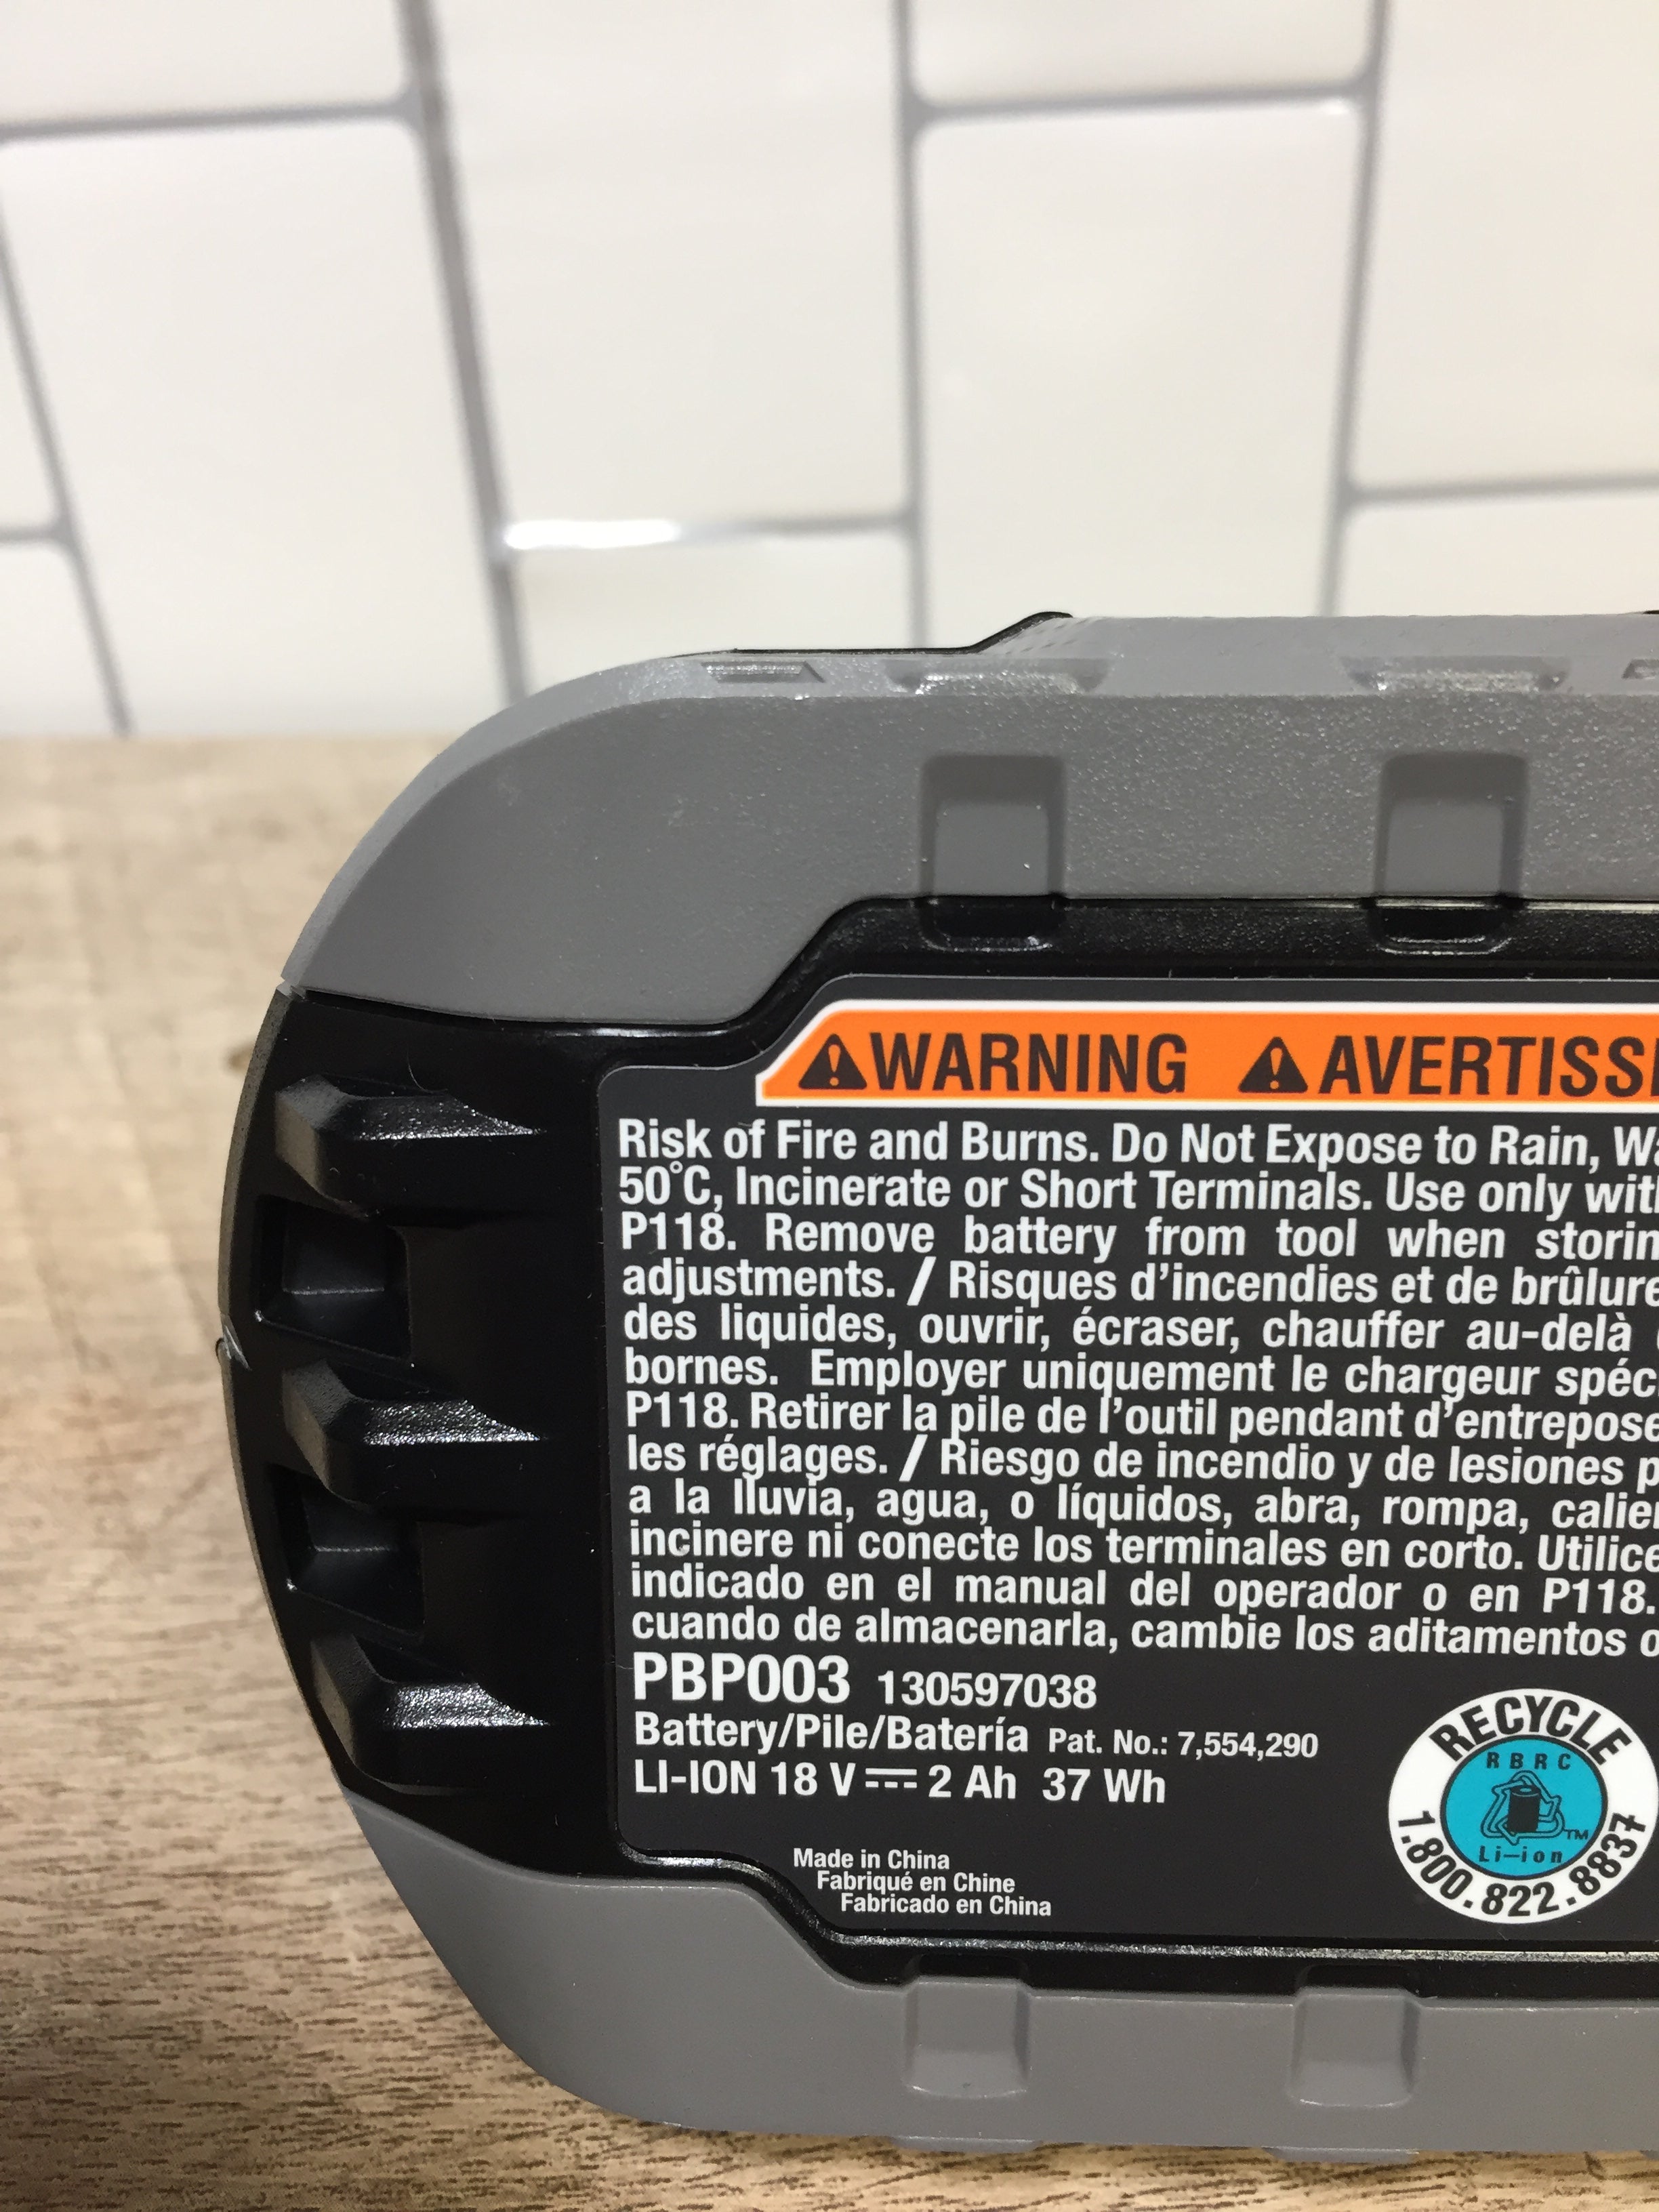 WARNING AVERTISS
Risk of Fire and Burns. Do Not Expose to Rain, Wa
50°C, Incinerate or Short Terminals. Use only with
P118. Remove battery from tool when storin
adjustments. / Risques d'incendies et de brûlure
des liquides, ouvrir, écraser, chauffer au-delà
bornes. Employer uniquement le chargeur spéc
P118. Retirer la pile de l'outil pendant d'entrepose
les réglages. / Riesgo de incendio y de lesiones p
a la lluvia, agua, o líquidos, abra, rompa, calien
incinere ni conecte los terminales en corto. Utilice
indicado en el manual del operador o en P118.
cuando de almacenarla, cambie los aditamentos o
PBP003 130597038
Battery/Pile/Batería Pat. No.: 7,554,290
LI-ION 18 V⎓ 2 Ah 37 Wh
Made in China
Fabriqué en Chine
Fabricado en China
RECYCLE
RBRC
TM
Li-ion
1.800.822.8837